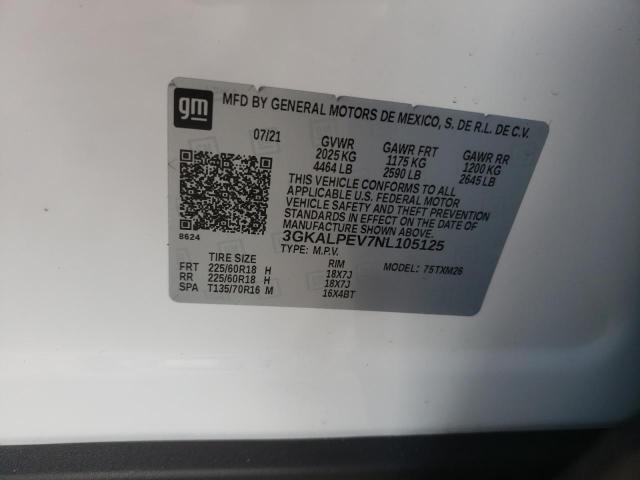 gm
MFD BY GENERAL MOTORS DE MEXICO, S. DE R.L. DE C.V.
07/21 GVWR GAWR FRT GAWR RR
2025 KG 1175 KG 1200 KG
4464 LB 2590 LB 2645 LB
THIS VEHICLE CONFORMS TO ALL
APPLICABLE U.S. FEDERAL MOTOR
VEHICLE SAFETY AND THEFT PREVENTION
STANDARDS IN EFFECT ON THE DATE OF
MANUFACTURE SHOWN ABOVE.
8624 3GKALPEV7NL105125
TYPE: M.P.V. MODEL: 75TXM26
TIRE SIZE RIM
FRT 225/60R18 H 18X7J
RR 225/60R18 H 18X7J
SPA T135/70R16 M 16X4BT